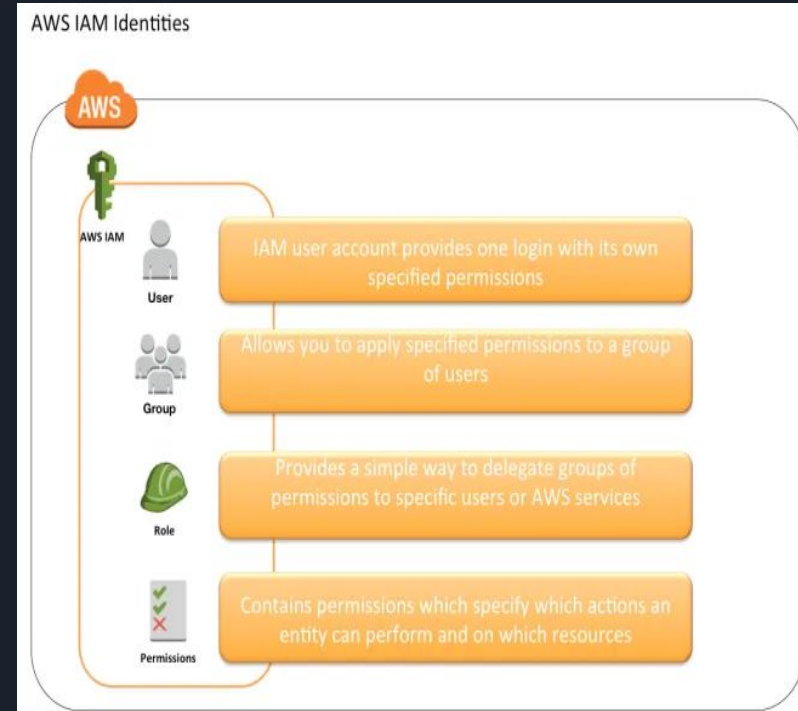 AWS IAM Identities
AWS
AWS IAM
User
IAM user account provides one login with its own
specified permissions
Group
Allows you to apply specified permissions to a group
of users
Role
Provides a simple way to delegate groups of
permissions to specific users or AWS services
Permissions
Contains permissions which specify which actions an
entity can perform and on which resources